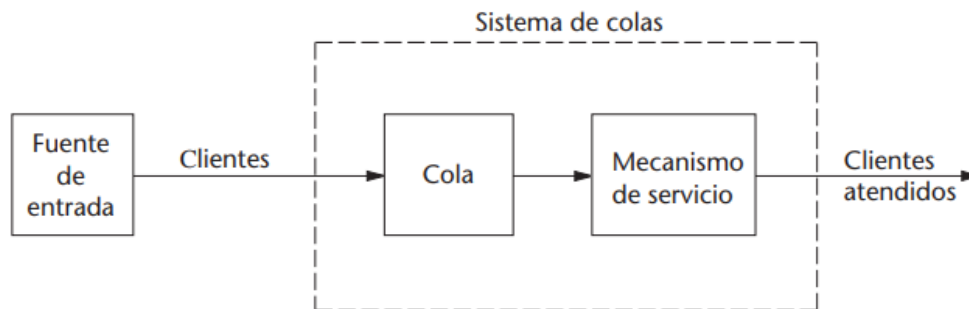 Sistema de colas
Fuente
de
entrada
Clientes
Cola
Mecanismo
de servicio
Clientes
atendidos